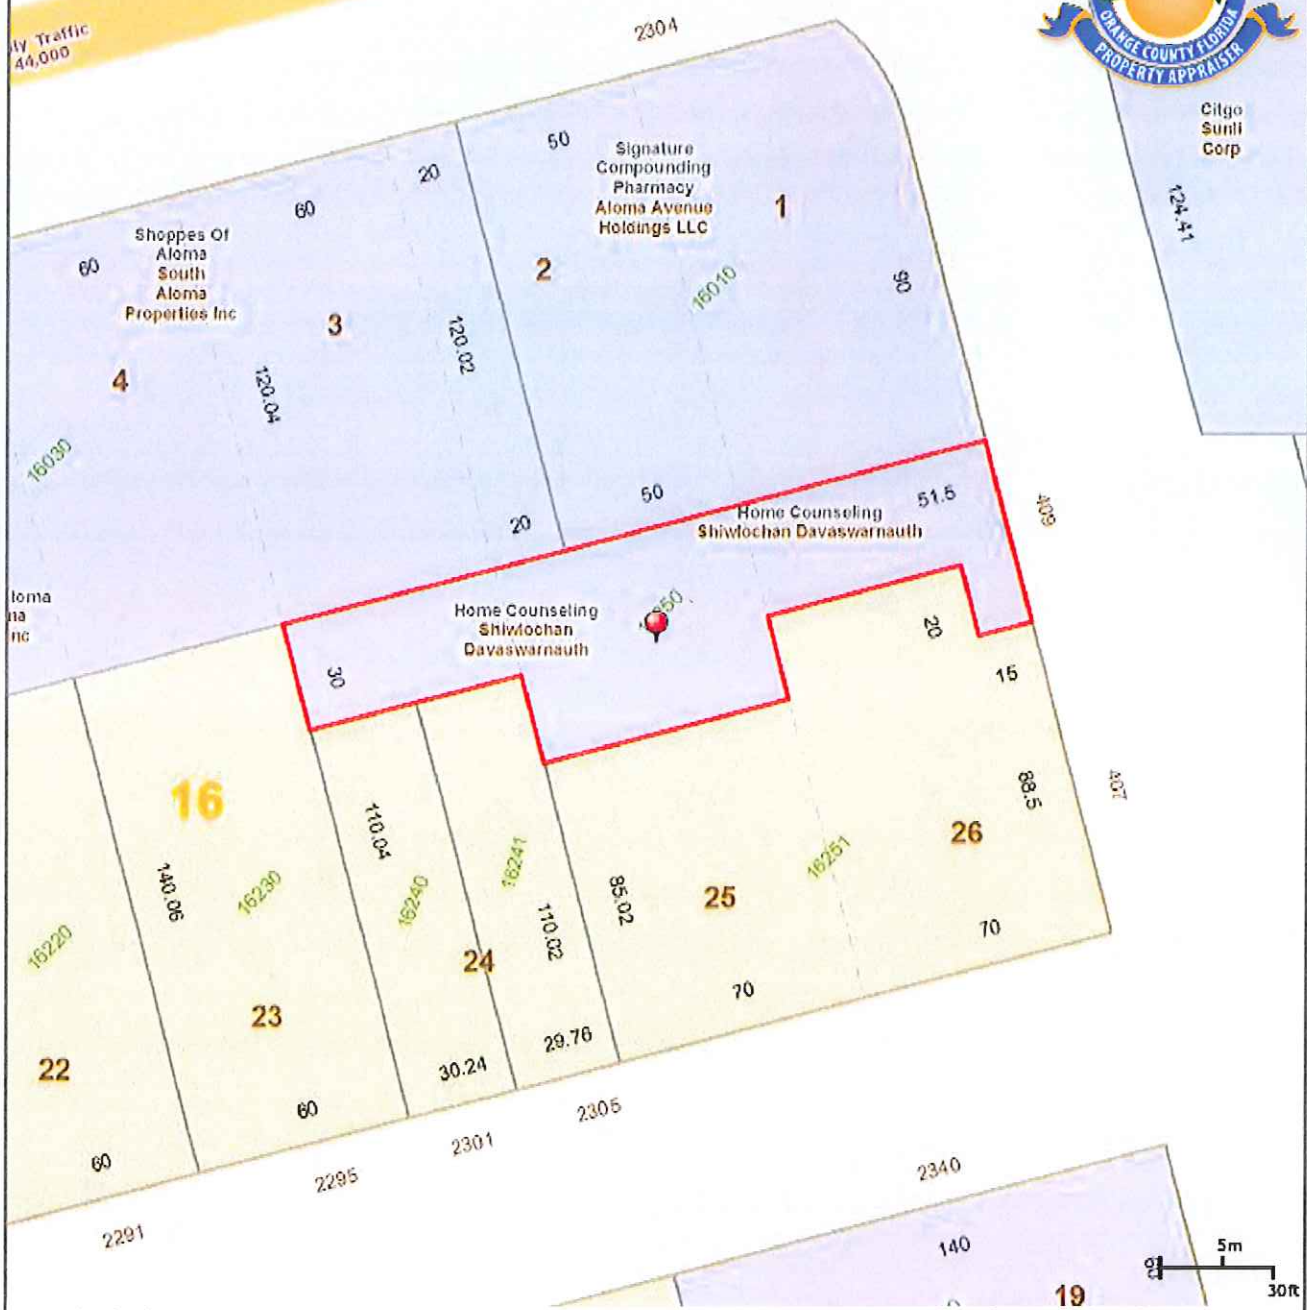 2304
ly Traffic
44,000
ORANGE COUNTY FLORIDA
PROPERTY APPRAISER
Citgo
Sunli
Corp
124.41
50
20
60
60
Signature
Compounding
Pharmacy
Aloma Avenue
Holdings LLC
1
Shoppes Of
Aloma
South
Aloma
Properties Inc
2
16010
90
3
120.02
4
120.04
16030
50
51.5
20
Home Counseling
Shiwlochan Davaswarnauth
409
loma
na
nc
Home Counseling
Shiwlochan
Davaswarnauth
50
30
20
15
16
110.04
88.5
407
140.06
16230
16240
16241
85.02
16251
26
25
16220
110.02
24
70
70
23
22
29.76
30.24
60
60
2305
2301
2295
2291
2340
140
5m
30ft
19